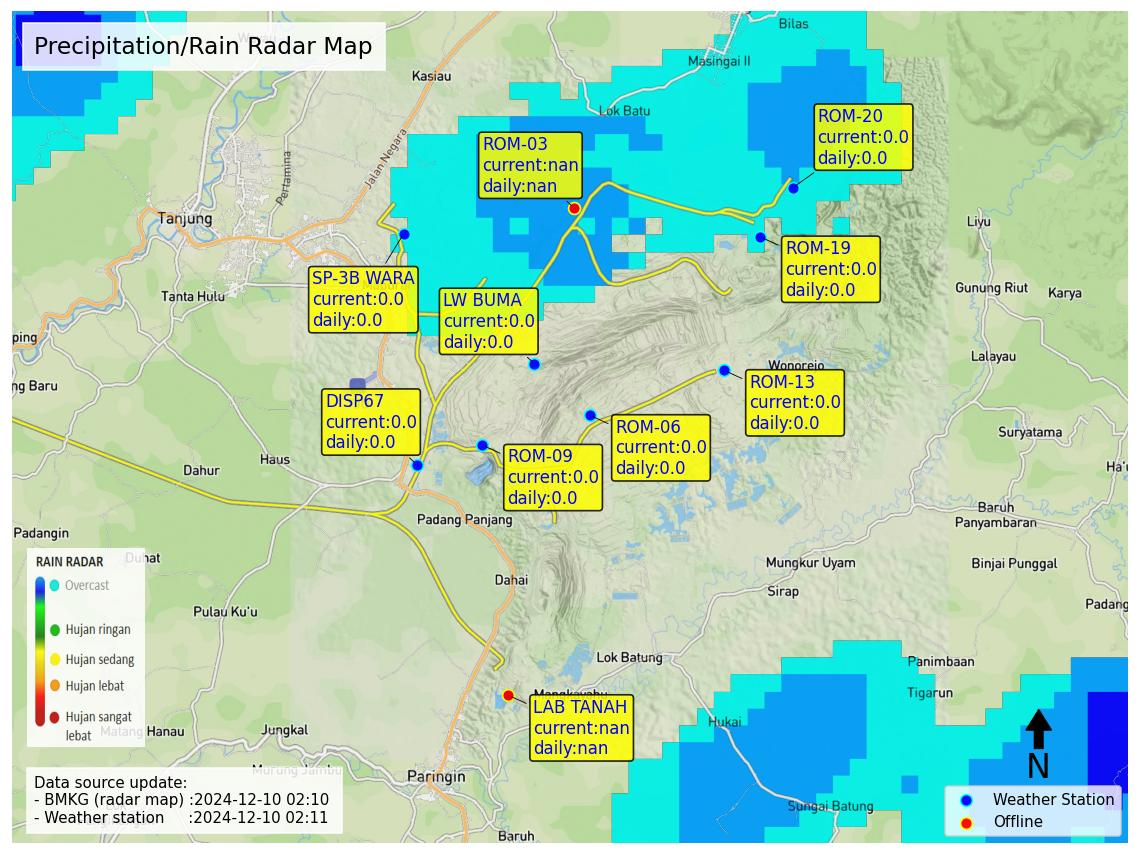 Precipitation/Rain Radar Map
Bilas
Masingai II
Kasiau
Lok Batu
Jalan Negara
Pertamina
ROM-20
current:0.0
daily:0.0
ROM-03
current:nan
daily:nan
Tanjung
Liyu
ROM-19
current:0.0
daily:0.0
SP-3B WARA
current:0.0
daily:0.0
Tanta Hulu
LW BUMA
current:0.0
daily:0.0
Gunung Riut
Karya
ping
Lalayau
Wonorejo
ng Baru
ROM-13
current:0.0
daily:0.0
DISP67
current:0.0
daily:0.0
ROM-06
current:0.0
daily:0.0
Suryatama
Haus
Dahur
ROM-09
current:0.0
daily:0.0
Ha'u
Baruh
Panyambaran
Padang Panjang
Padangin
Duhat
Mungkur Uyam
Binjai Punggal
Dahai
Sirap
Padang
Pulau Ku'u
RAIN RADAR
Overcast
Hujan ringan
Hujan sedang
Hujan lebat
Hujan sangat
lebat
Lok Batung
Panimbaan
Tigarun
Mangkayahu
LAB TANAH
current:nan
daily:nan
Hukai
Matang Hanau
Jungkal
Murung Jambu
Paringin
N
Data source update:
- BMKG (radar map) :2024-12-10 02:10
- Weather station :2024-12-10 02:11
Sungai Batung
Baruh
Weather Station
Offline